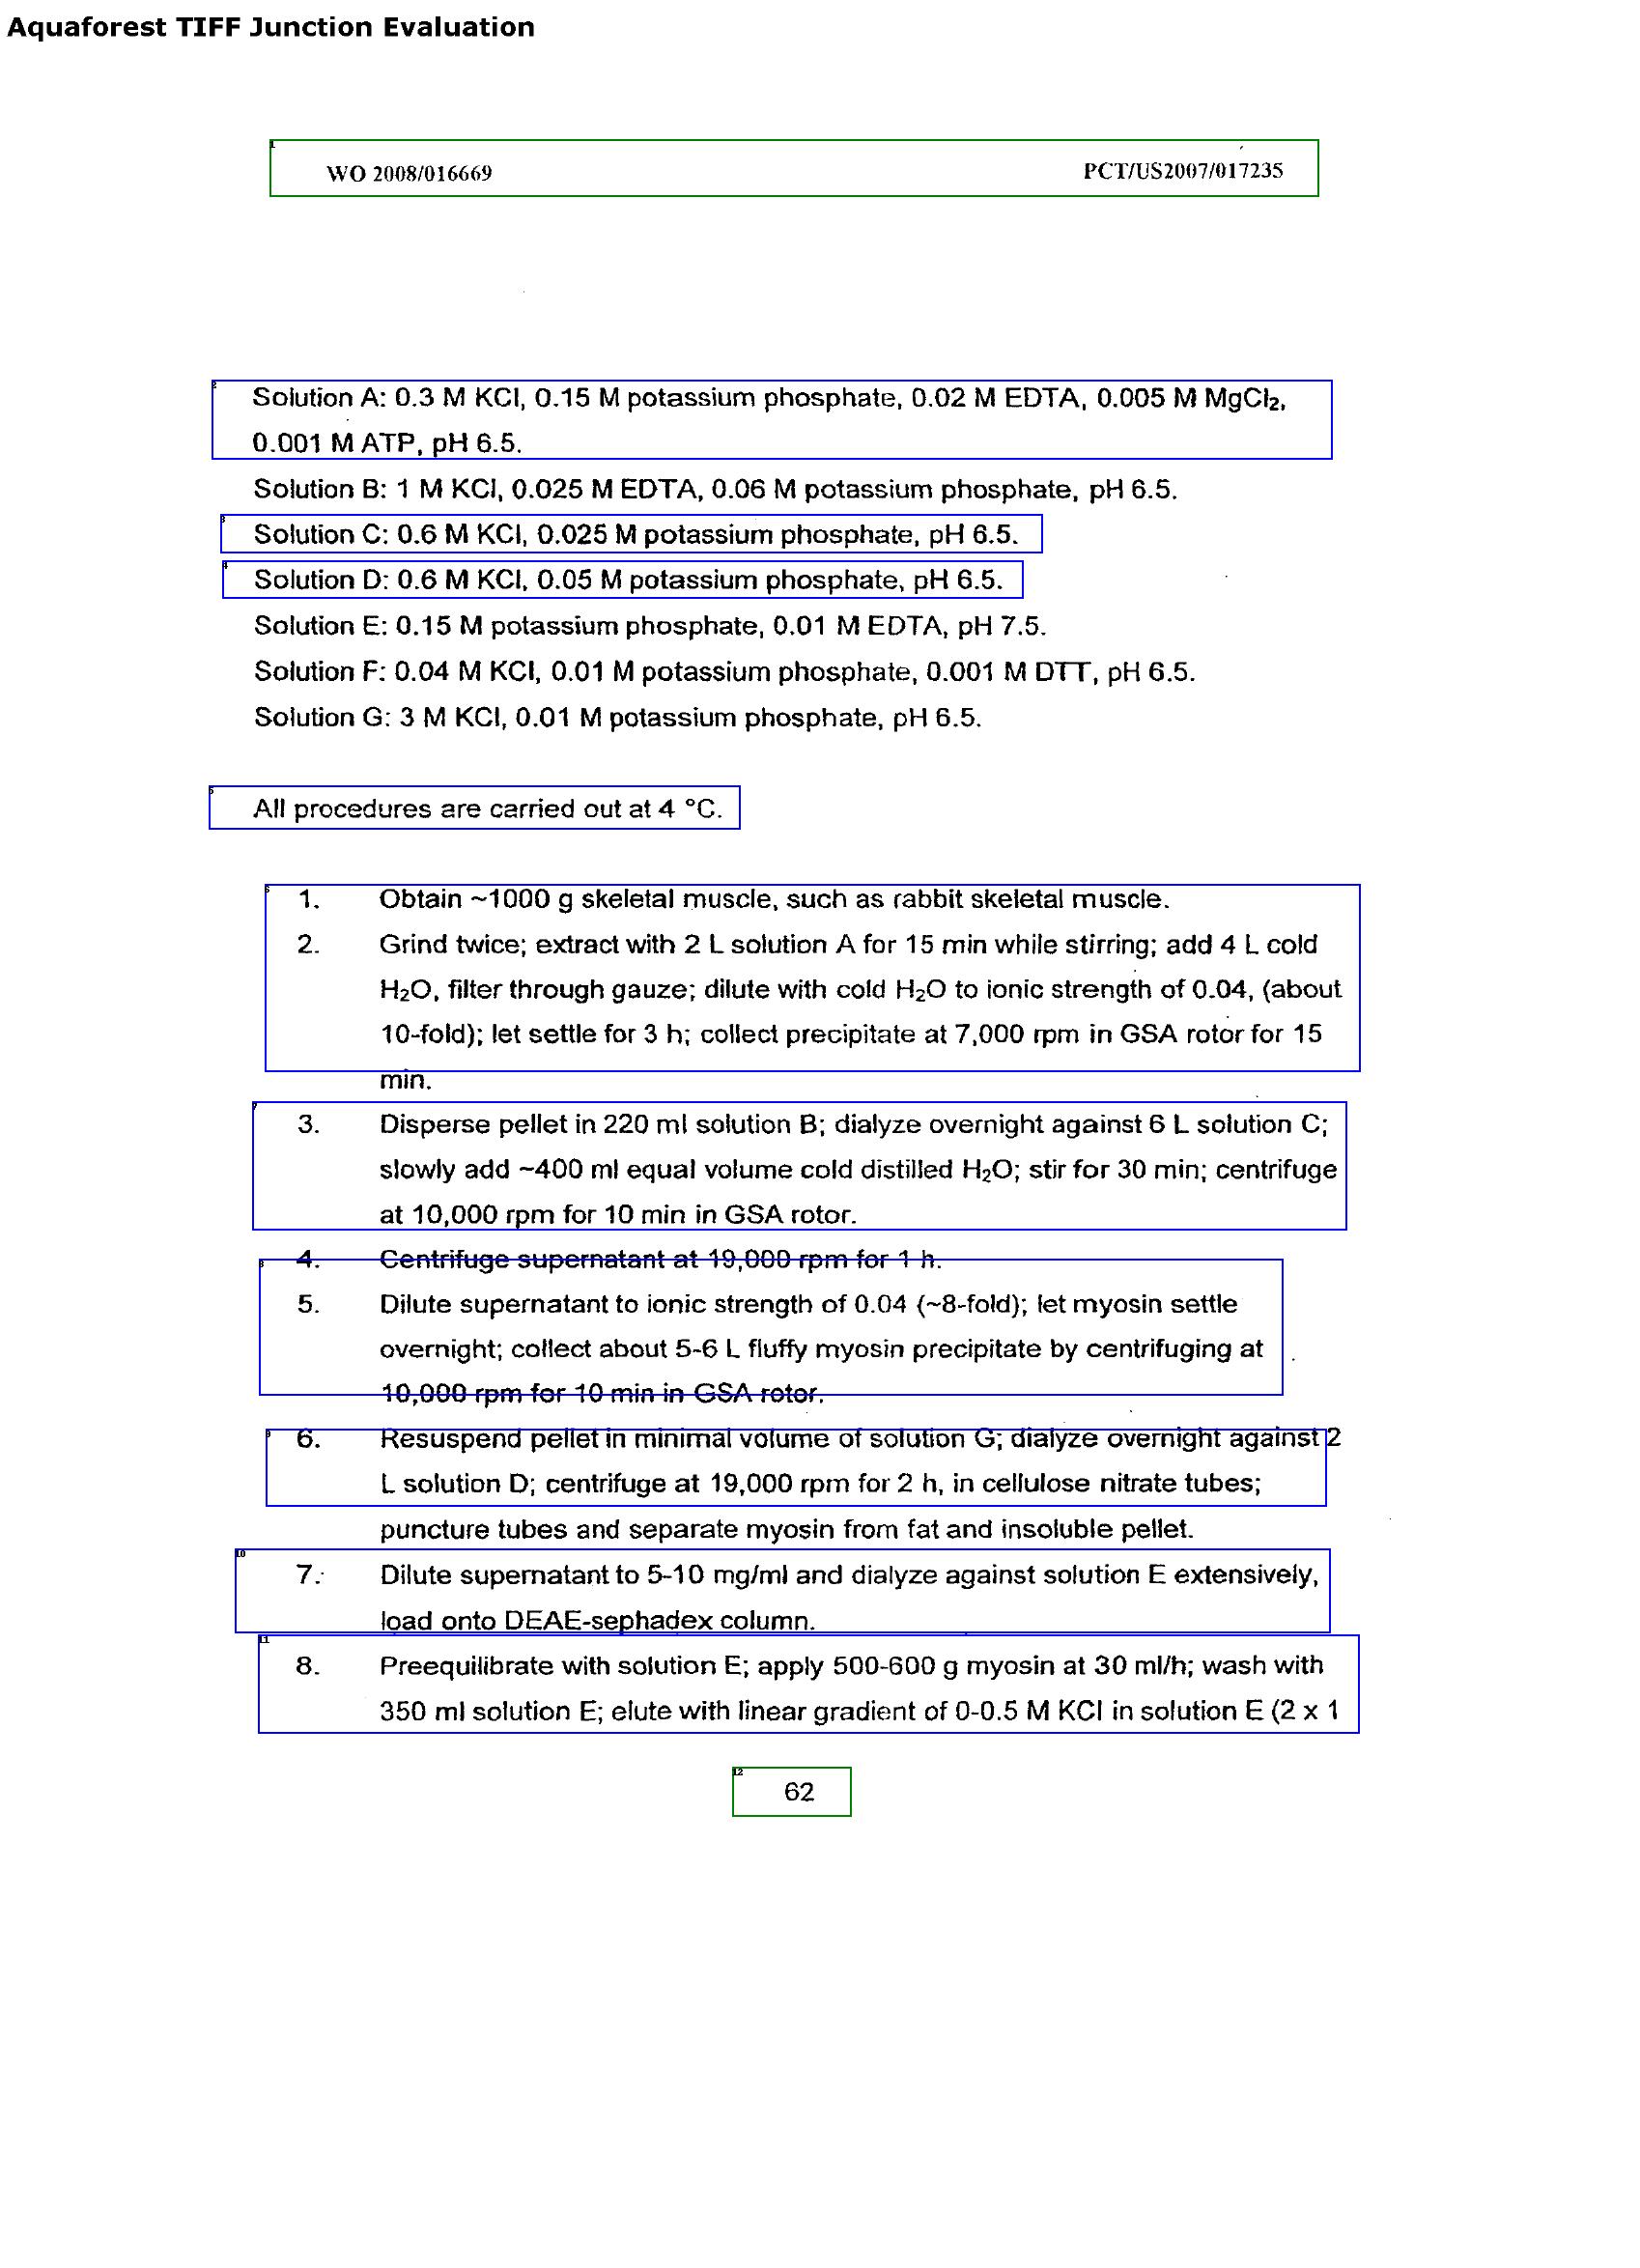 Aquaforest TIFF Junction Evaluation
1
WO 2008/016669 PCT/US2007/017235
2
Solution A: 0.3 M KCl, 0.15 M potassium phosphate, 0.02 M EDTA, 0.005 M MgCl₂,
0.001 M ATP, pH 6.5.
Solution B: 1 M KCl, 0.025 M EDTA, 0.06 M potassium phosphate, pH 6.5.
3
Solution C: 0.6 M KCl, 0.025 M potassium phosphate, pH 6.5.
4
Solution D: 0.6 M KCl, 0.05 M potassium phosphate, pH 6.5.
Solution E: 0.15 M potassium phosphate, 0.01 M EDTA, pH 7.5.
Solution F: 0.04 M KCl, 0.01 M potassium phosphate, 0.001 M DTT, pH 6.5.
Solution G: 3 M KCl, 0.01 M potassium phosphate, pH 6.5.
5
All procedures are carried out at 4 °C.
6
1. Obtain ~1000 g skeletal muscle, such as rabbit skeletal muscle.
2. Grind twice; extract with 2 L solution A for 15 min while stirring; add 4 L cold
H₂O, filter through gauze; dilute with cold H₂O to ionic strength of 0.04, (about
10-fold); let settle for 3 h; collect precipitate at 7,000 rpm in GSA rotor for 15
min.
7
3. Disperse pellet in 220 ml solution B; dialyze overnight against 6 L solution C;
slowly add ~400 ml equal volume cold distilled H₂O; stir for 30 min; centrifuge
at 10,000 rpm for 10 min in GSA rotor.
4. Centrifuge supernatant at 19,000 rpm for 1 h.
8
5. Dilute supernatant to ionic strength of 0.04 (~8-fold); let myosin settle
overnight; collect about 5-6 L fluffy myosin precipitate by centrifuging at
10,000 rpm for 10 min in GSA rotor.
9
6. Resuspend pellet in minimal volume of solution G; dialyze overnight against 2
L solution D; centrifuge at 19,000 rpm for 2 h, in cellulose nitrate tubes;
puncture tubes and separate myosin from fat and insoluble pellet.
10
7. Dilute supernatant to 5-10 mg/ml and dialyze against solution E extensively,
load onto DEAE-sephadex column.
11
8. Preequilibrate with solution E; apply 500-600 g myosin at 30 ml/h; wash with
350 ml solution E; elute with linear gradient of 0-0.5 M KCl in solution E (2 x 1
12
62